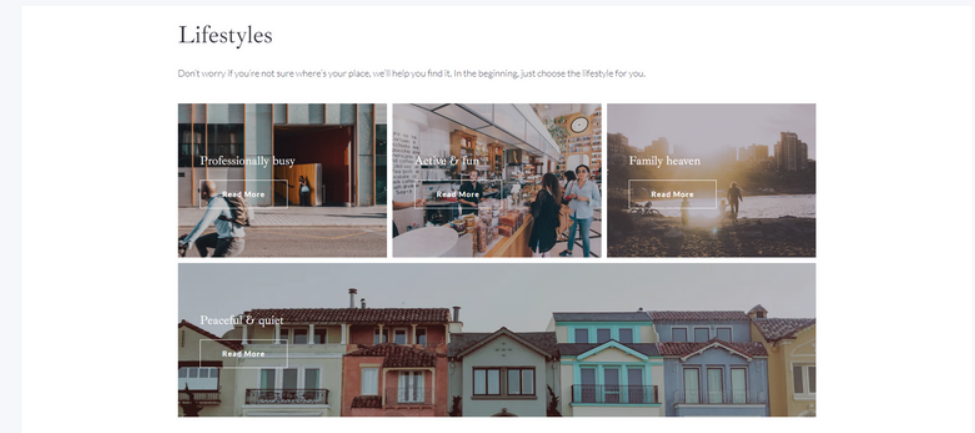 Lifestyles
Don't worry if you're not sure where's your place, we'll help you find it. In the beginning, just choose the lifestyle for you.
Professionally busy
Read More
Active & fun
Read More
Family heaven
Read More
Peaceful & quiet
Read More